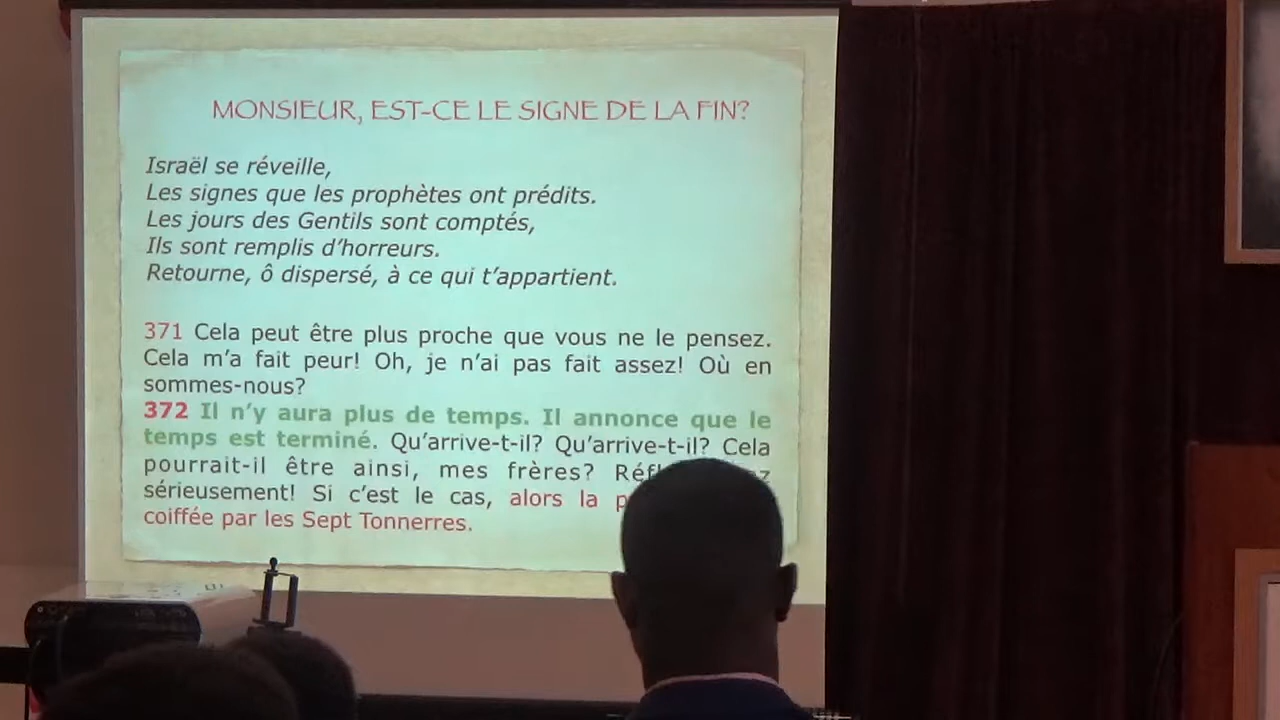 MONSIEUR, EST-CE LE SIGNE DE LA FIN?
Israël se réveille,
Les signes que les prophètes ont prédits.
Les jours des Gentils sont comptés,
Ils sont remplis d'horreurs.
Retourne, ô dispersé, à ce qui t'appartient.
371 Cela peut être plus proche que vous ne le pensez.
Cela m'a fait peur! Oh, je n'ai pas fait assez! Où en
sommes-nous?
372 Il n'y aura plus de temps. Il annonce que le
temps est terminé. Qu'arrive-t-il? Qu'arrive-t-il? Cela
pourrait-il être ainsi, mes frères?
sérieusement! Si c'est le cas, alors la
coiffée par les Sept Tonnerres.